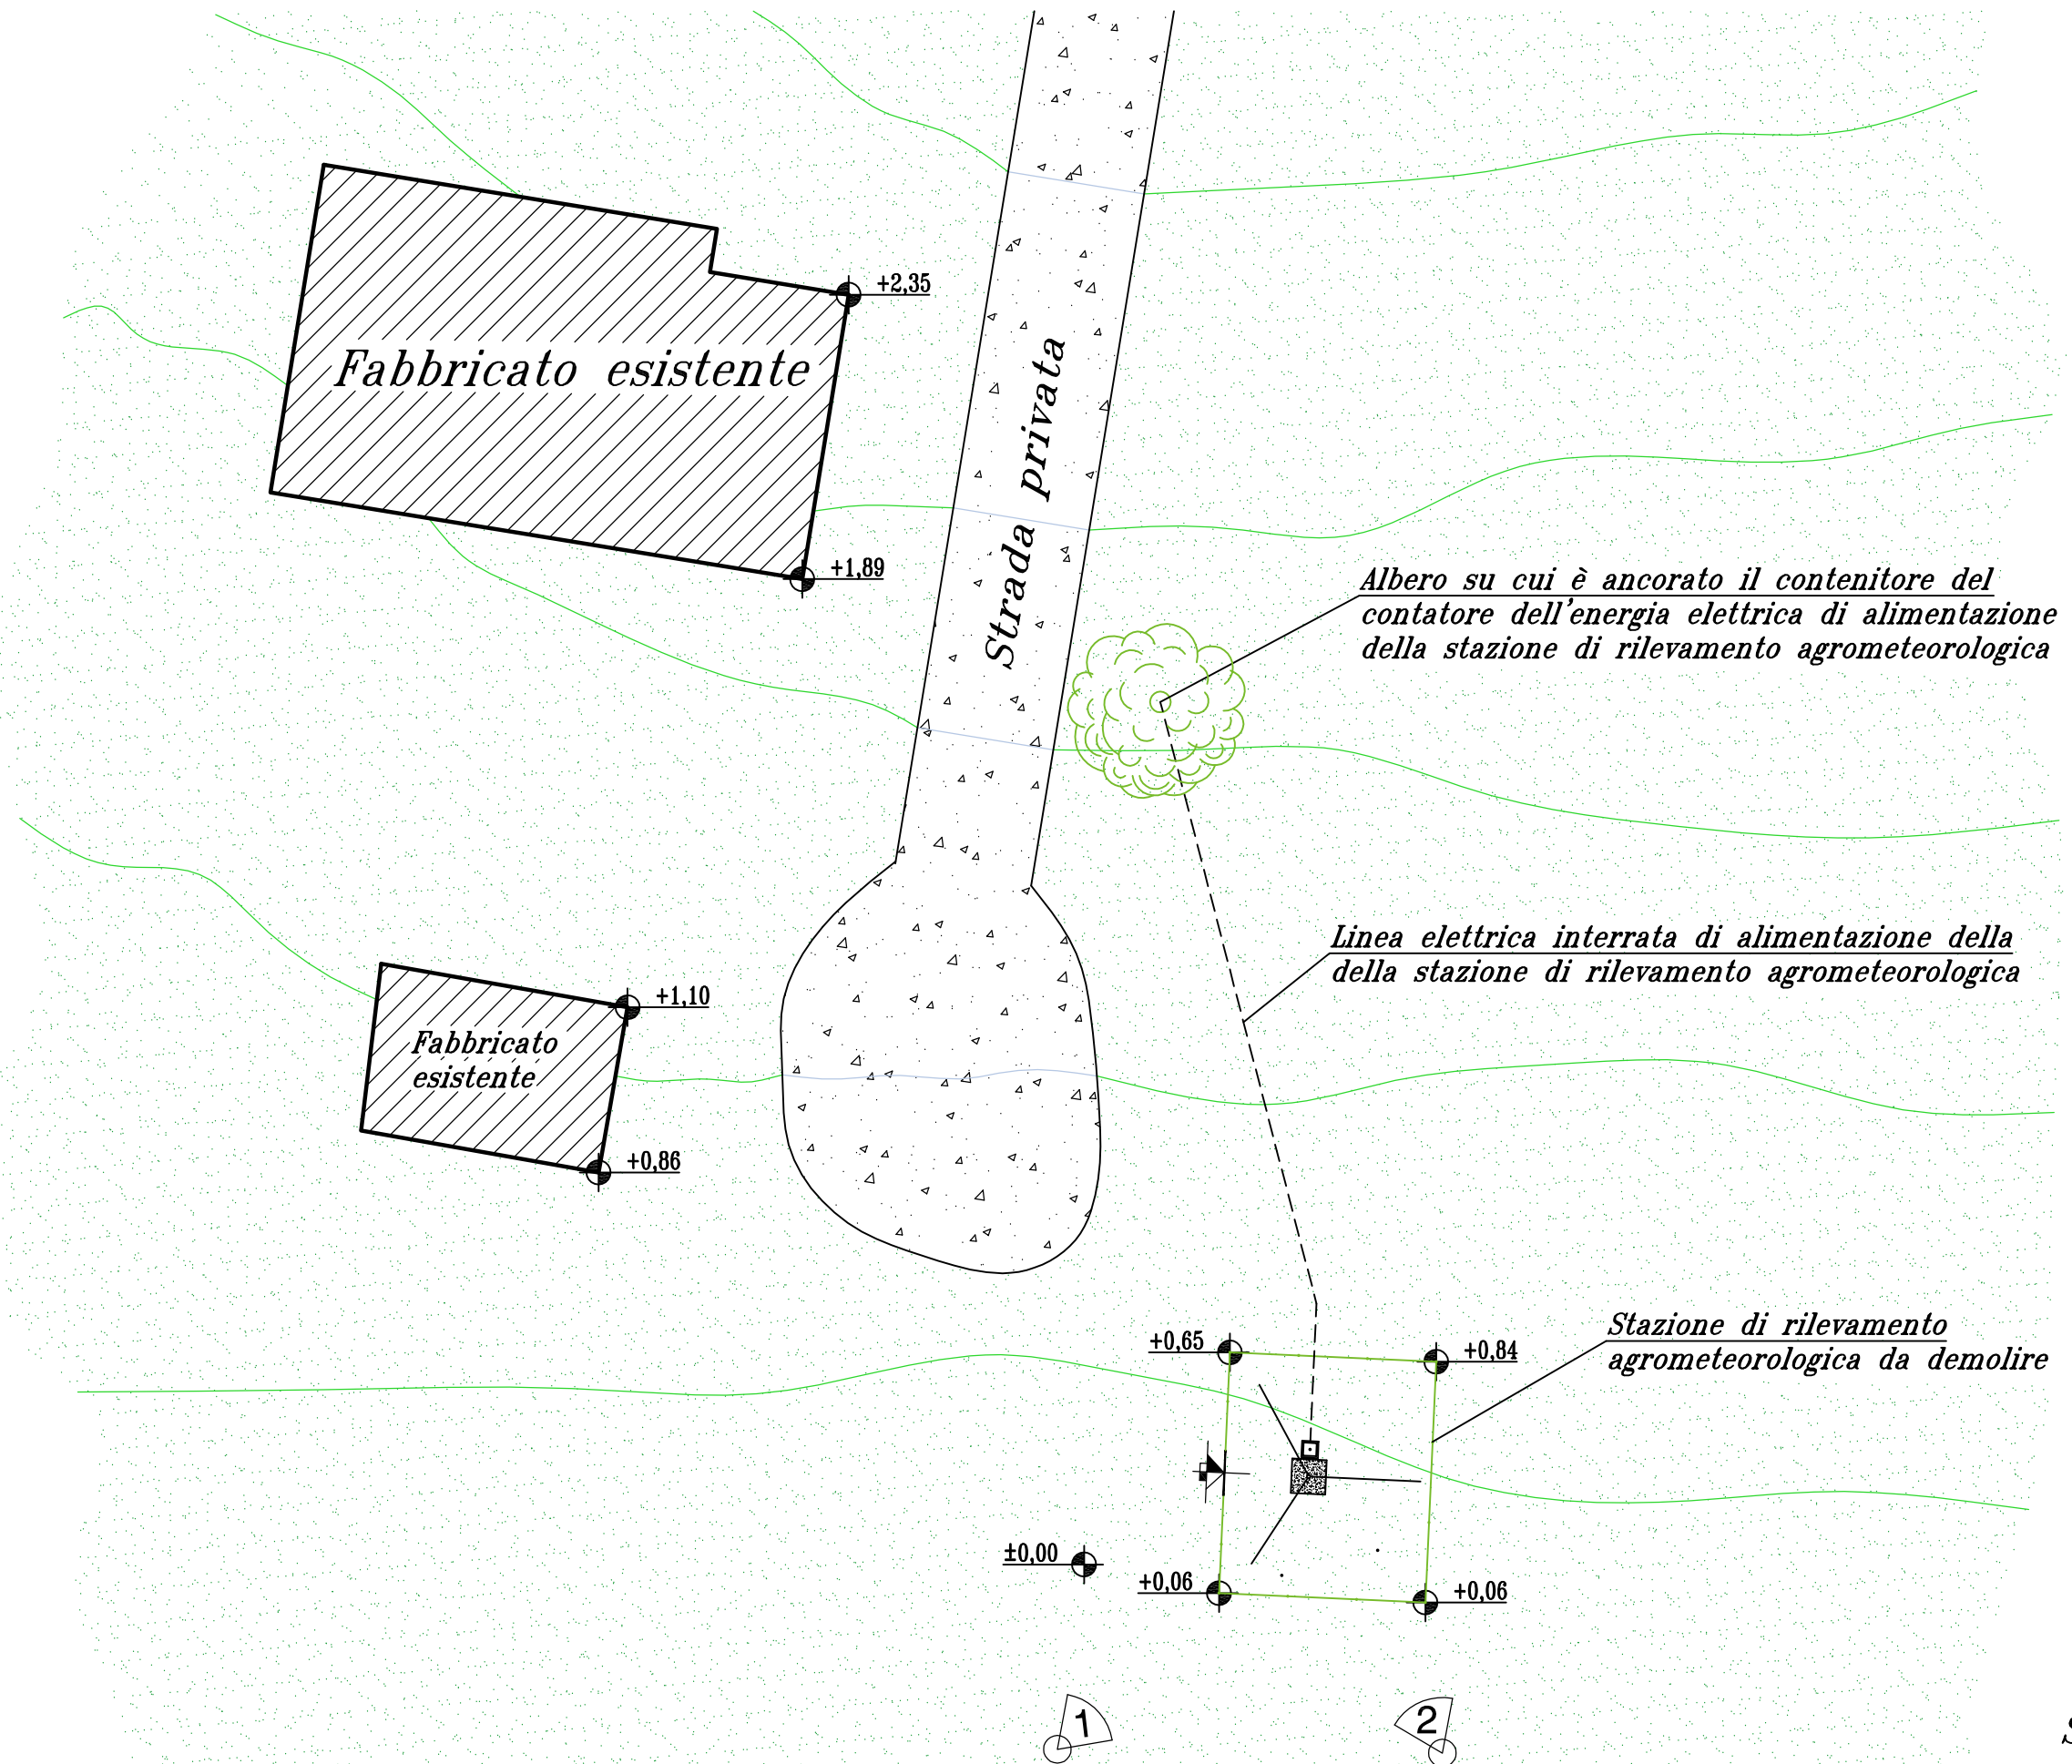 +2,35
Fabbricato esistente
Strada privata
+1,89
Albero su cui è ancorato il contenitore del
contatore dell'energia elettrica di alimentazione
della stazione di rilevamento agrometeorologica
Linea elettrica interrata di alimentazione della
della stazione di rilevamento agrometeorologica
+1,10
Fabbricato
esistente
+0,86
Stazione di rilevamento
agrometeorologica da demolire
+0,65
+0,84
±0,00
+0,06
+0,06
1
2